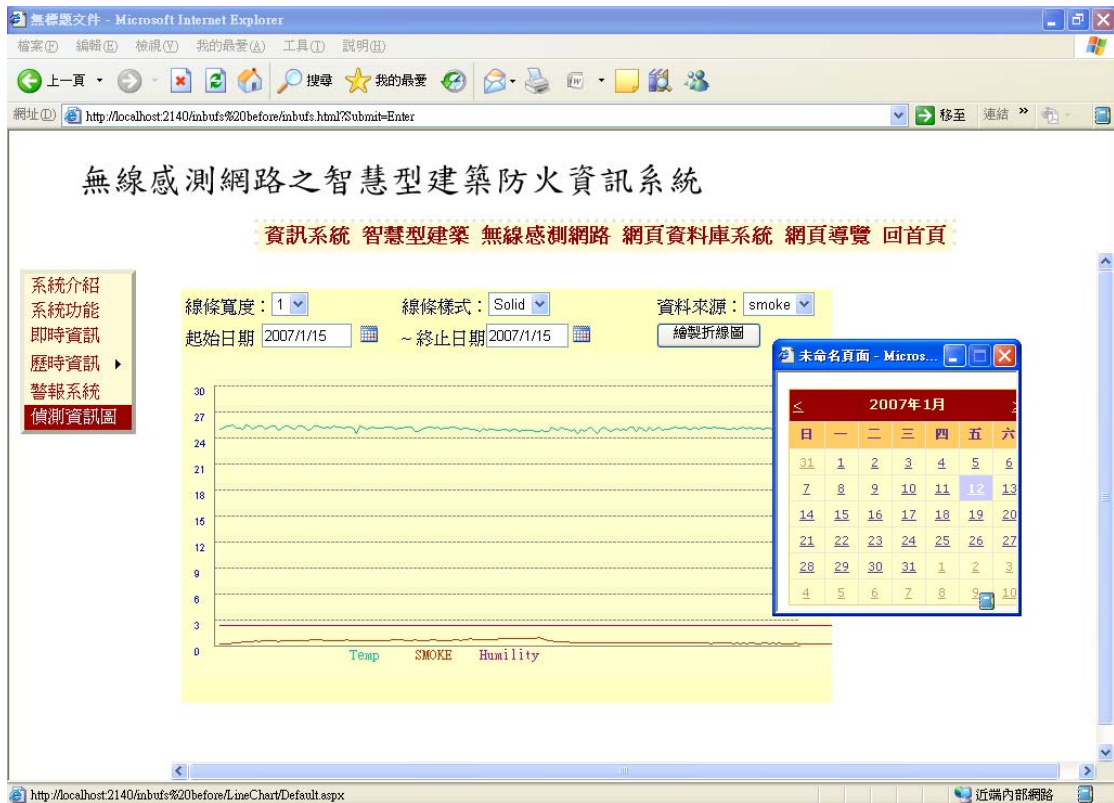 無標題文件 - Microsoft Internet Explorer
檔案(F) 編輯(E) 檢視(V) 我的最愛(A) 工具(T) 說明(H)
上一頁 搜尋 我的最愛
網址(D) http://localhost:2140/inbufs%20before/inbufs.html?Submit=Enter 移至 連結 »
無線感測網路之智慧型建築防火資訊系統
資訊系統 智慧型建築 無線感測網路 網頁資料庫系統 網頁導覽 回首頁
系統介紹
系統功能
即時資訊
歷時資訊
警報系統
偵測資訊圖
線條寬度：1 線條樣式：Solid 資料來源：smoke
起始日期 2007/1/15 ~終止日期 2007/1/15 繪製折線圖
30
27
24
21
18
15
12
9
6
3
0
Temp SMOKE Humility
未命名頁面 - Micros...
< 2007年1月 >
日 一 二 三 四 五 六
31 1 2 3 4 5 6
7 8 9 10 11 12 13
14 15 16 17 18 19 20
21 22 23 24 25 26 27
28 29 30 31 1 2 3
4 5 6 7 8 9 10
http://localhost:2140/inbufs%20before/LineChart/Default.aspx 近端內部網路